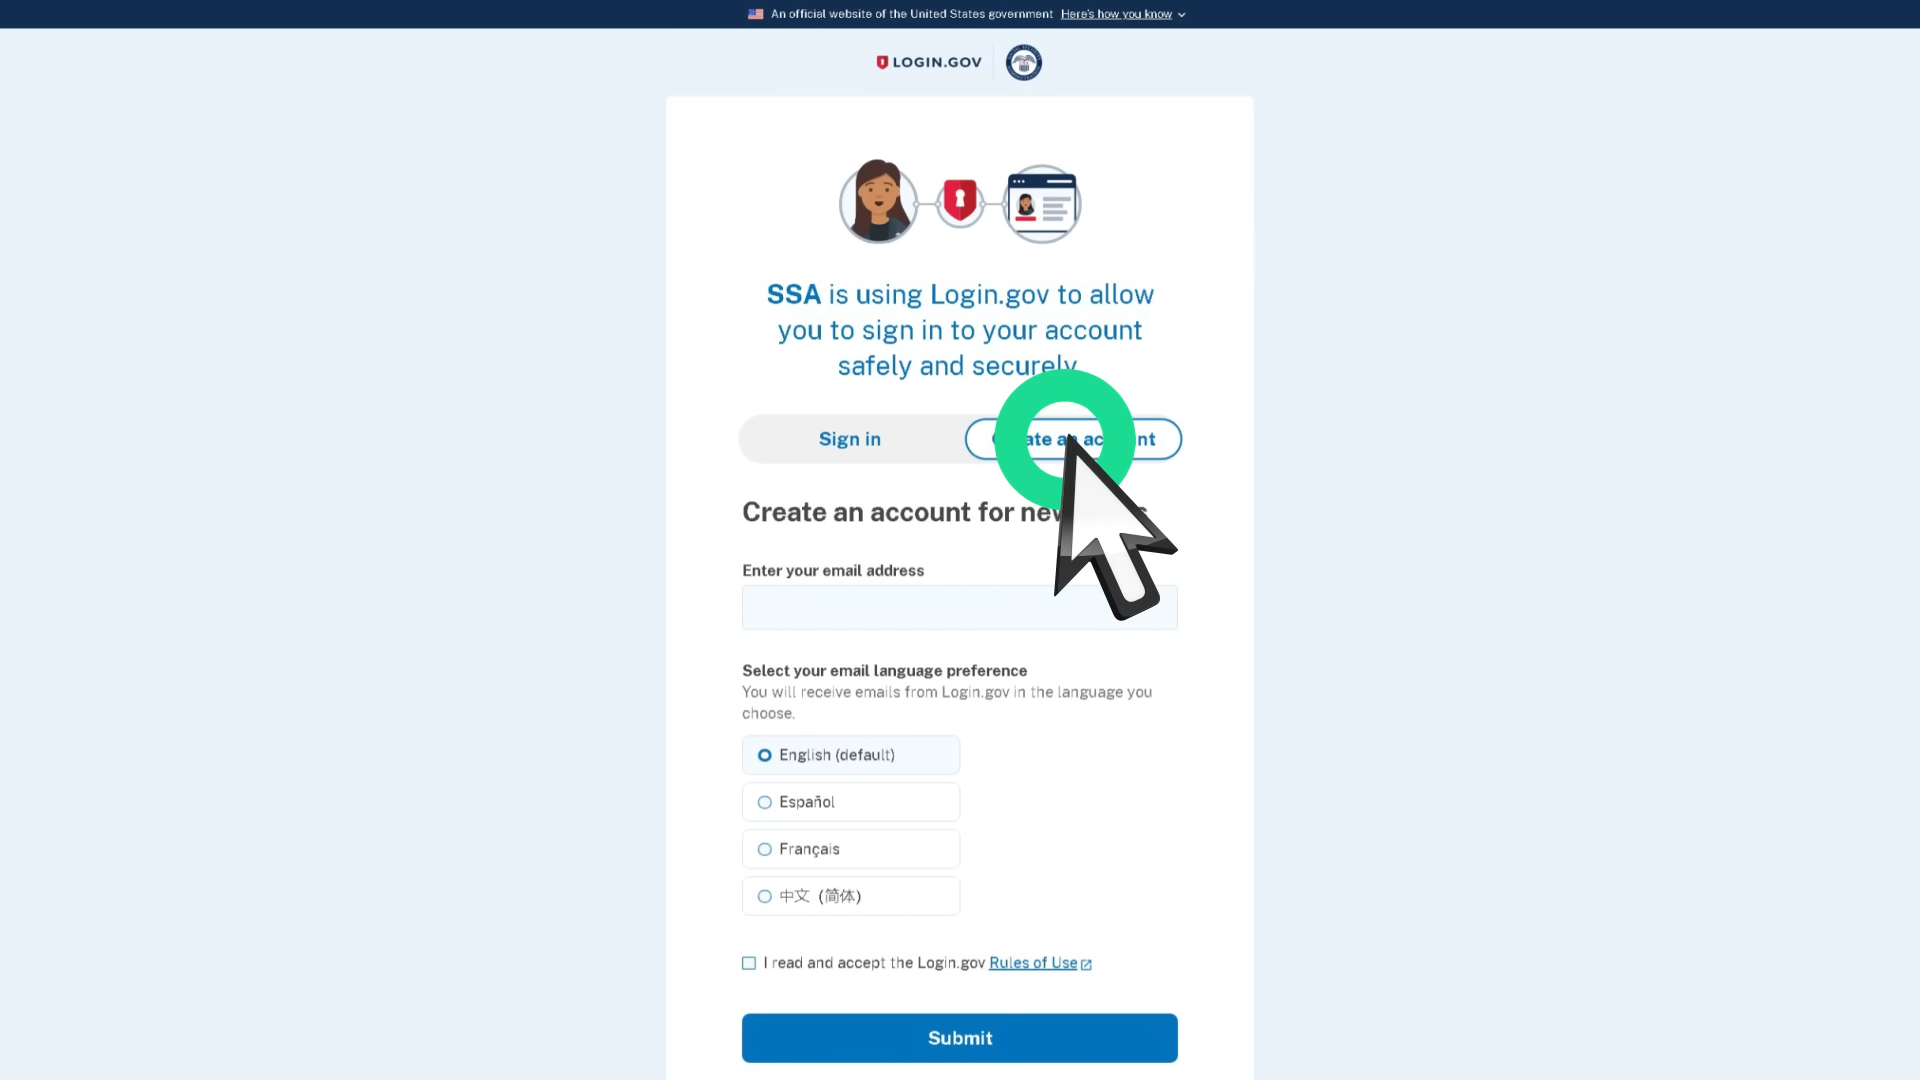 An official website of the United States government Here's how you know
LOGIN.GOV
SSA is using Login.gov to allow
you to sign in to your account
safely and securely
Sign in
an account
Create an account for new
Enter your email address
Select your email language preference
You will receive emails from Login.gov in the language you
choose.
English (default)
Español
Français
中文 (简体)
I read and accept the Login.gov Rules of Use
Submit